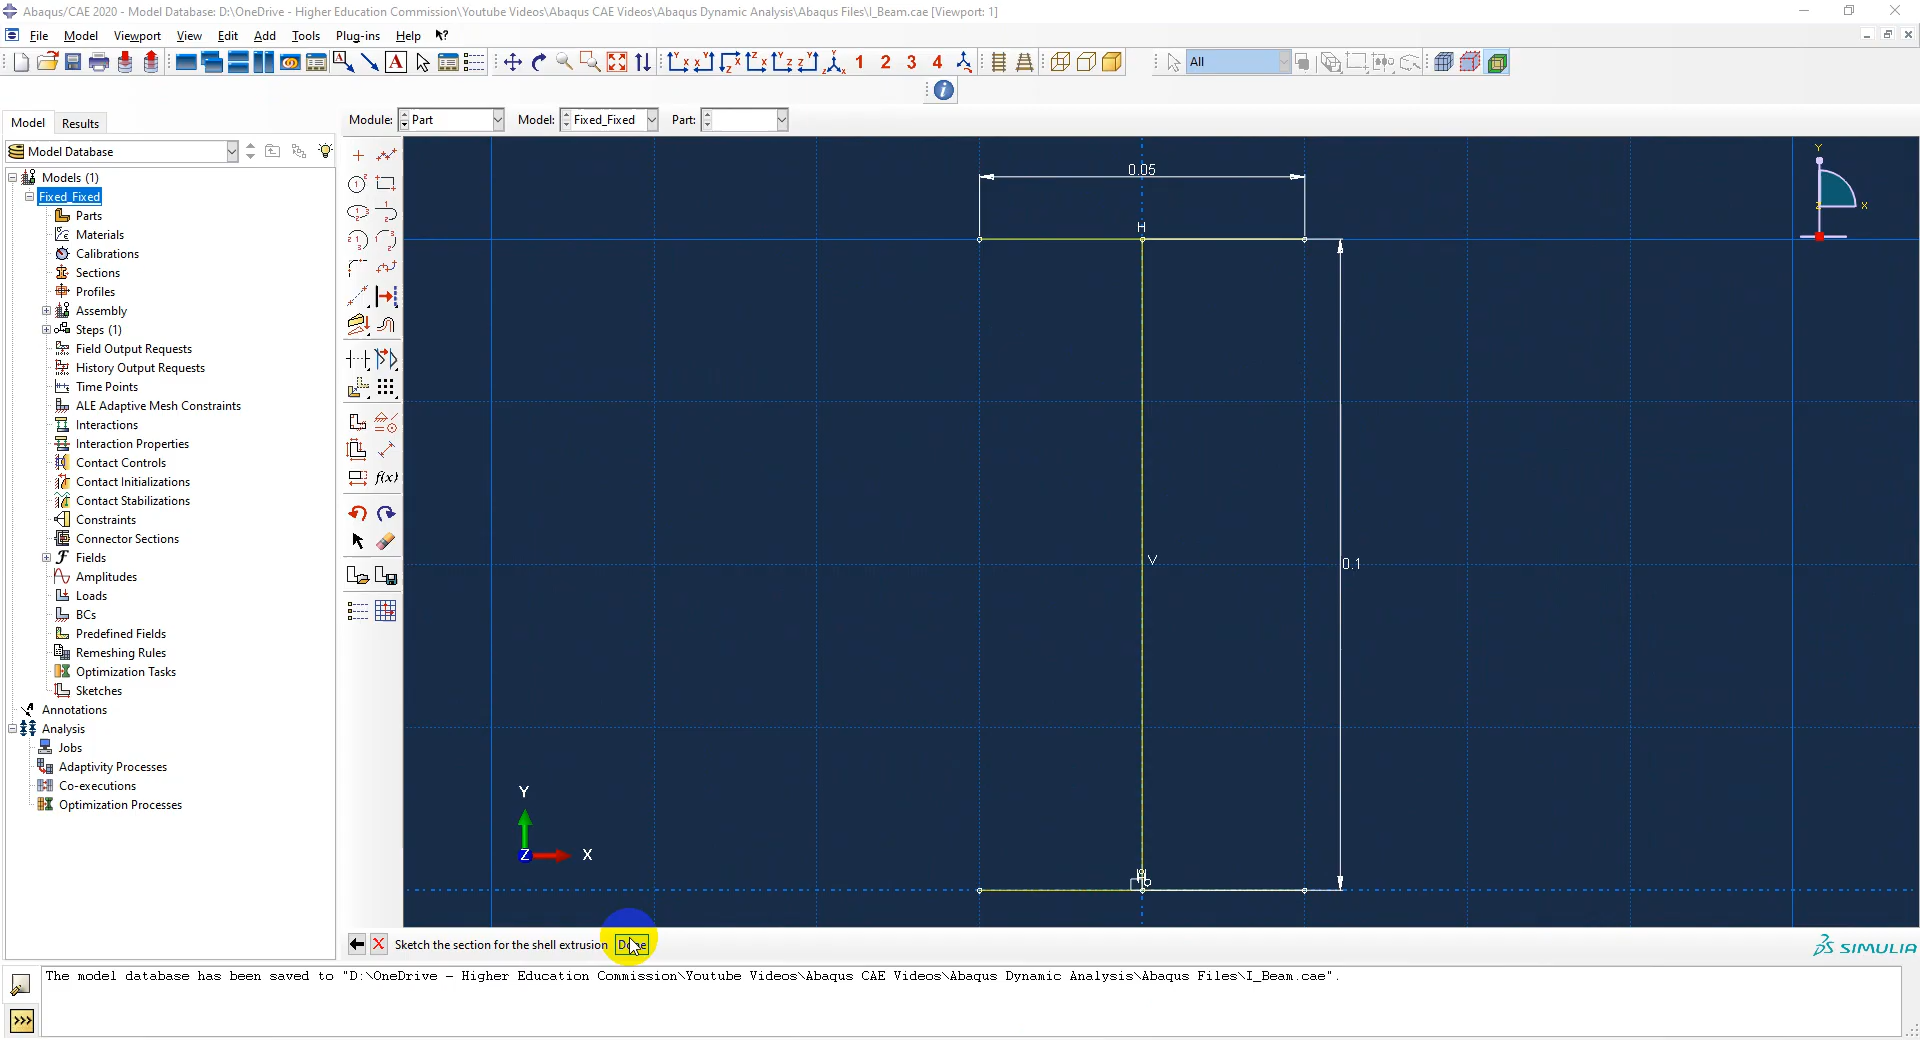 Abaqus/CAE 2020 - Model Database: D:\OneDrive - Higher Education Commission\Youtube Videos\Abaqus CAE Videos\Abaqus Dynamic Analysis\Abaqus Files\I_Beam.cae [Viewport: 1]
File Model Viewport View Edit Add Tools Plug-ins Help
1 2 3 4 All
Model Results
Module: Part Model: Fixed_Fixed Part:
Model Database
Models (1)
Fixed_Fixed
Parts
Materials
Calibrations
Sections
Profiles
Assembly
Steps (1)
Field Output Requests
History Output Requests
Time Points
ALE Adaptive Mesh Constraints
Interactions
Interaction Properties
Contact Controls
Contact Initializations
Contact Stabilizations
Constraints
Connector Sections
Fields
Amplitudes
Loads
BCs
Predefined Fields
Remeshing Rules
Optimization Tasks
Sketches
Annotations
Analysis
Jobs
Adaptivity Processes
Co-executions
Optimization Processes
f(x)
0.05
H
V
0.1
Y
X
Z
Y
Z X
Sketch the section for the shell extrusion
SIMULIA
The model database has been saved to "D:\OneDrive - Higher Education Commission\Youtube Videos\Abaqus CAE Videos\Abaqus Dynamic Analysis\Abaqus Files\I_Beam.cae".
>>>